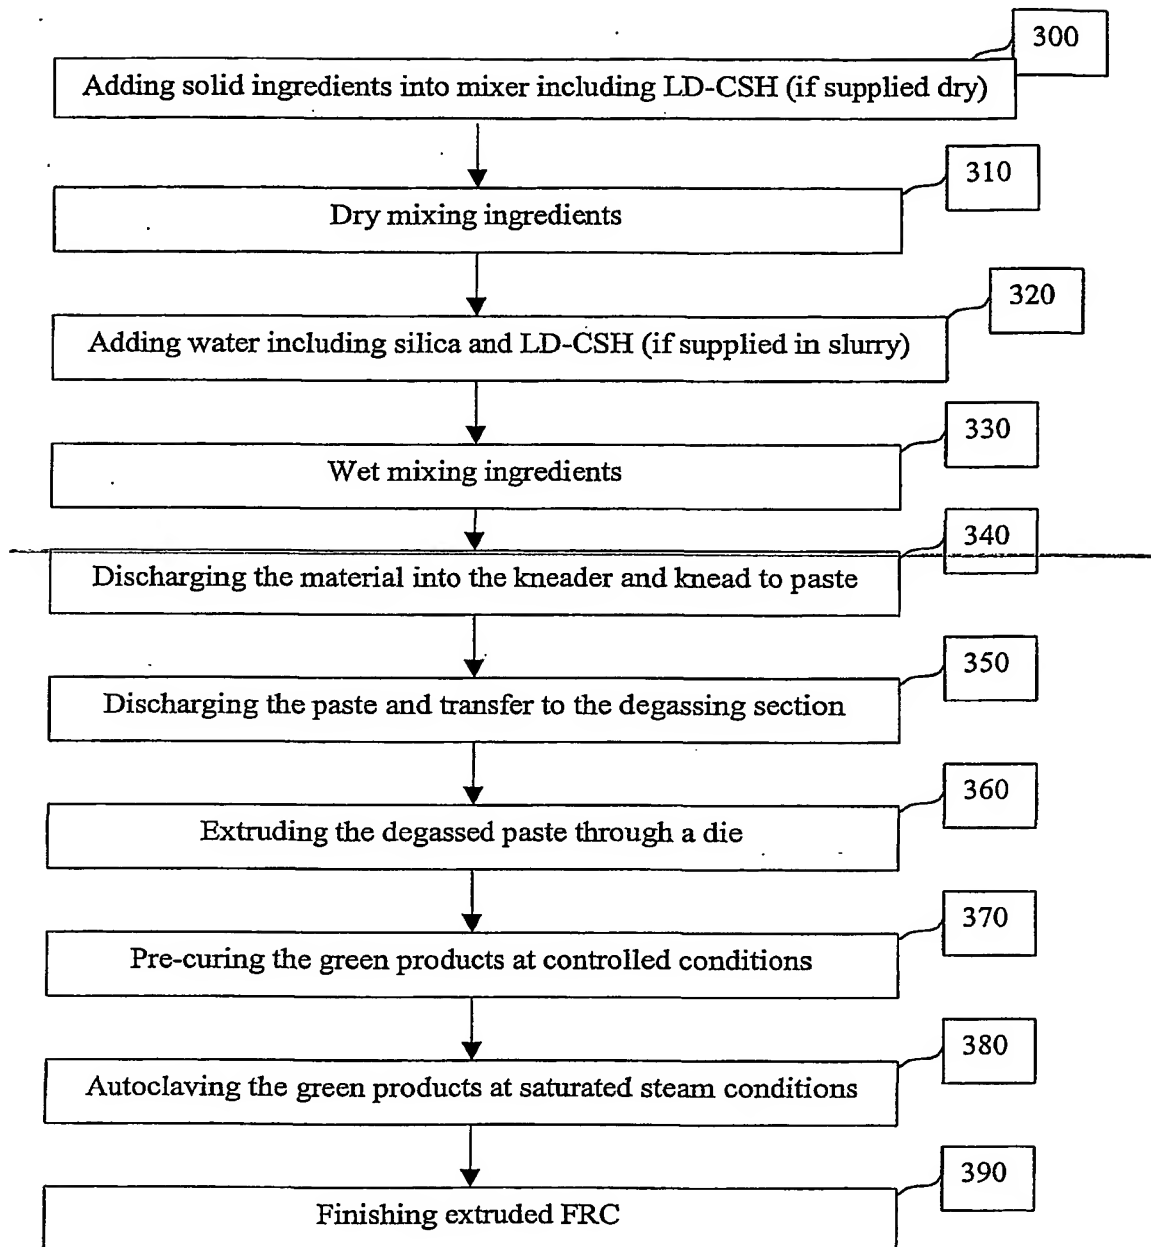 300
Adding solid ingredients into mixer including LD-CSH (if supplied dry)
310
Dry mixing ingredients
320
Adding water including silica and LD-CSH (if supplied in slurry)
330
Wet mixing ingredients
340
Discharging the material into the kneader and knead to paste
350
Discharging the paste and transfer to the degassing section
360
Extruding the degassed paste through a die
370
Pre-curing the green products at controlled conditions
380
Autoclaving the green products at saturated steam conditions
390
Finishing extruded FRC